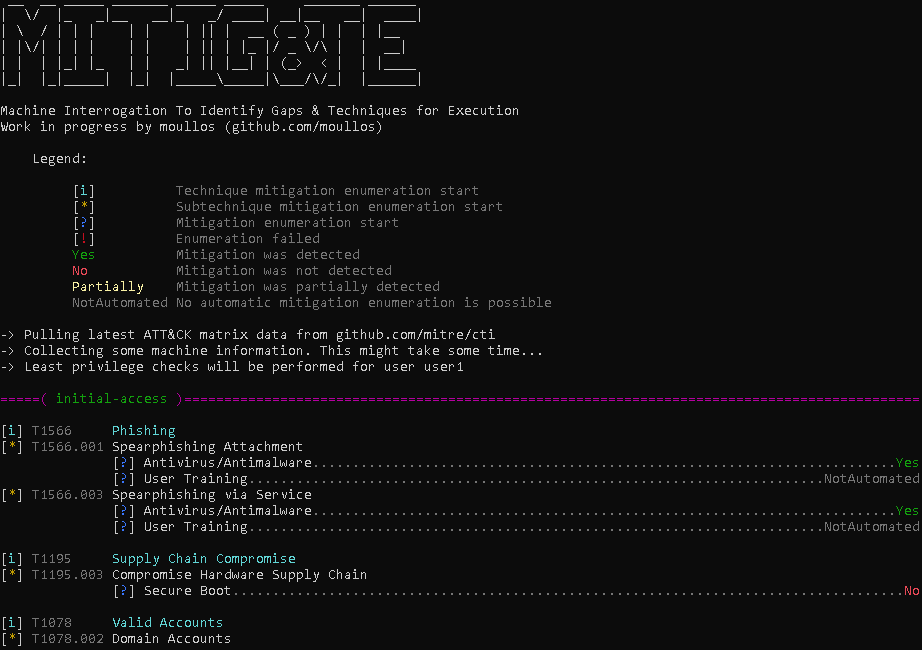 MITIG&TE
Machine Interrogation To Identify Gaps & Techniques for Execution
Work in progress by moullos (github.com/moullos)
Legend:
[i] Technique mitigation enumeration start
[*] Subtechnique mitigation enumeration start
[?] Mitigation enumeration start
[!] Enumeration failed
Yes Mitigation was detected
No Mitigation was not detected
Partially Mitigation was partially detected
NotAutomated No automatic mitigation enumeration is possible
-> Pulling latest ATT&CK matrix data from github.com/mitre/cti
-> Collecting some machine information. This might take some time...
-> Least privilege checks will be performed for user user1
=====( initial-access )============================================================================================
[i] T1566 Phishing
[*] T1566.001 Spearphishing Attachment
[?] Antivirus/Antimalware.........................................................................Yes
[?] User Training........................................................................NotAutomated
[*] T1566.003 Spearphishing via Service
[?] Antivirus/Antimalware.........................................................................Yes
[?] User Training........................................................................NotAutomated
[i] T1195 Supply Chain Compromise
[*] T1195.003 Compromise Hardware Supply Chain
[?] Secure Boot....................................................................................No
[i] T1078 Valid Accounts
[*] T1078.002 Domain Accounts